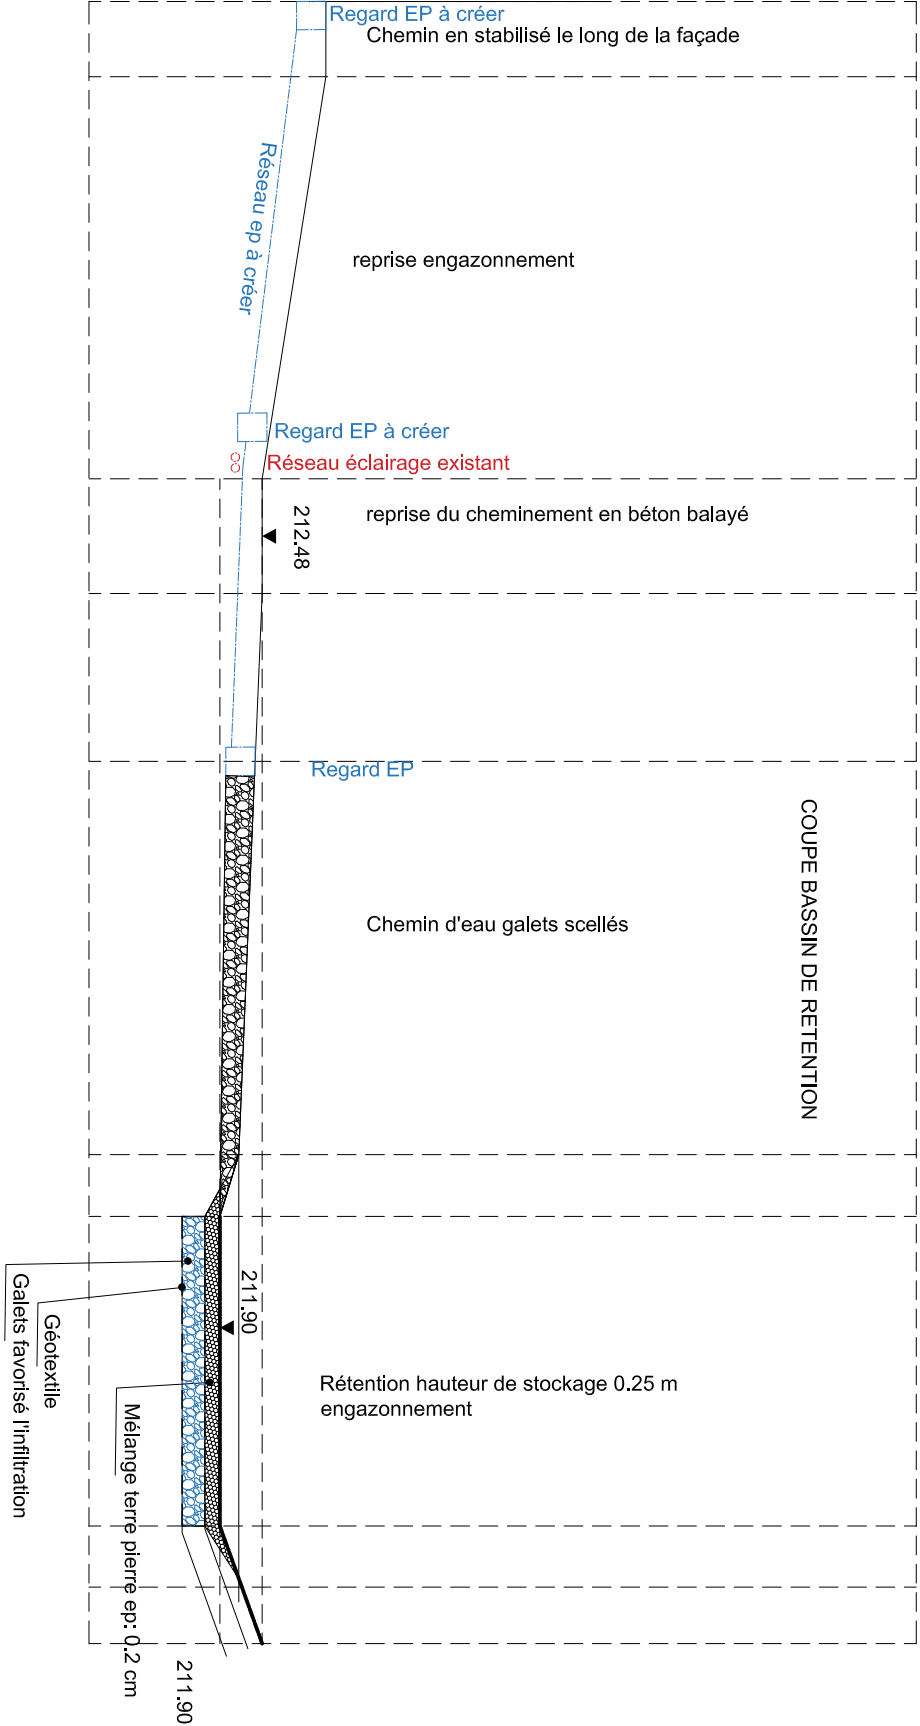 Regard EP à créer
Chemin en stabilisé le long de la façade
Réseau ep à créer
reprise engazonnement
Regard EP à créer
Réseau éclairage existant
reprise du cheminement en béton balayé
212.48
Regard EP
COUPE BASSIN DE RETENTION
Chemin d'eau galets scellés
211.90
Rétention hauteur de stockage 0.25 m
engazonnement
Galets favorisé l'infiltration
Géotextile
Mélange terre pierre ep: 0.2 cm
211.90